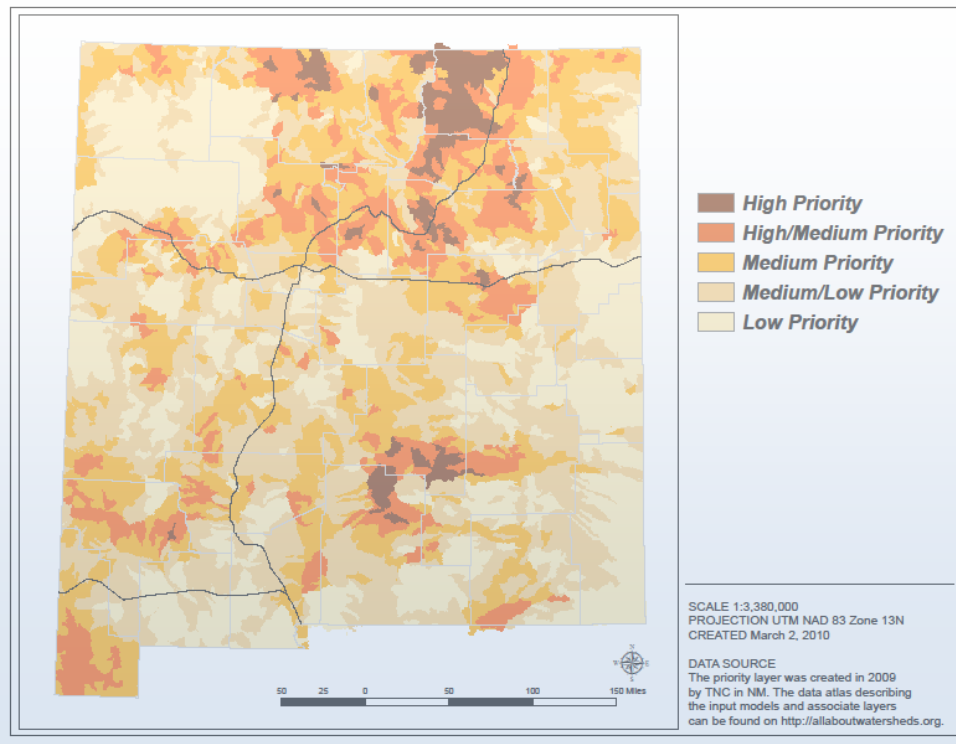 High Priority
High/Medium Priority
Medium Priority
Medium/Low Priority
Low Priority
SCALE 1:3,380,000
PROJECTION UTM NAD 83 Zone 13N
CREATED March 2, 2010
DATA SOURCE
The priority layer was created in 2009
by TNC in NM. The data atlas describing
the input models and associate layers
can be found on http://allaboutwatersheds.org.
N
W E
S
50 25 0 50 100 150 Miles